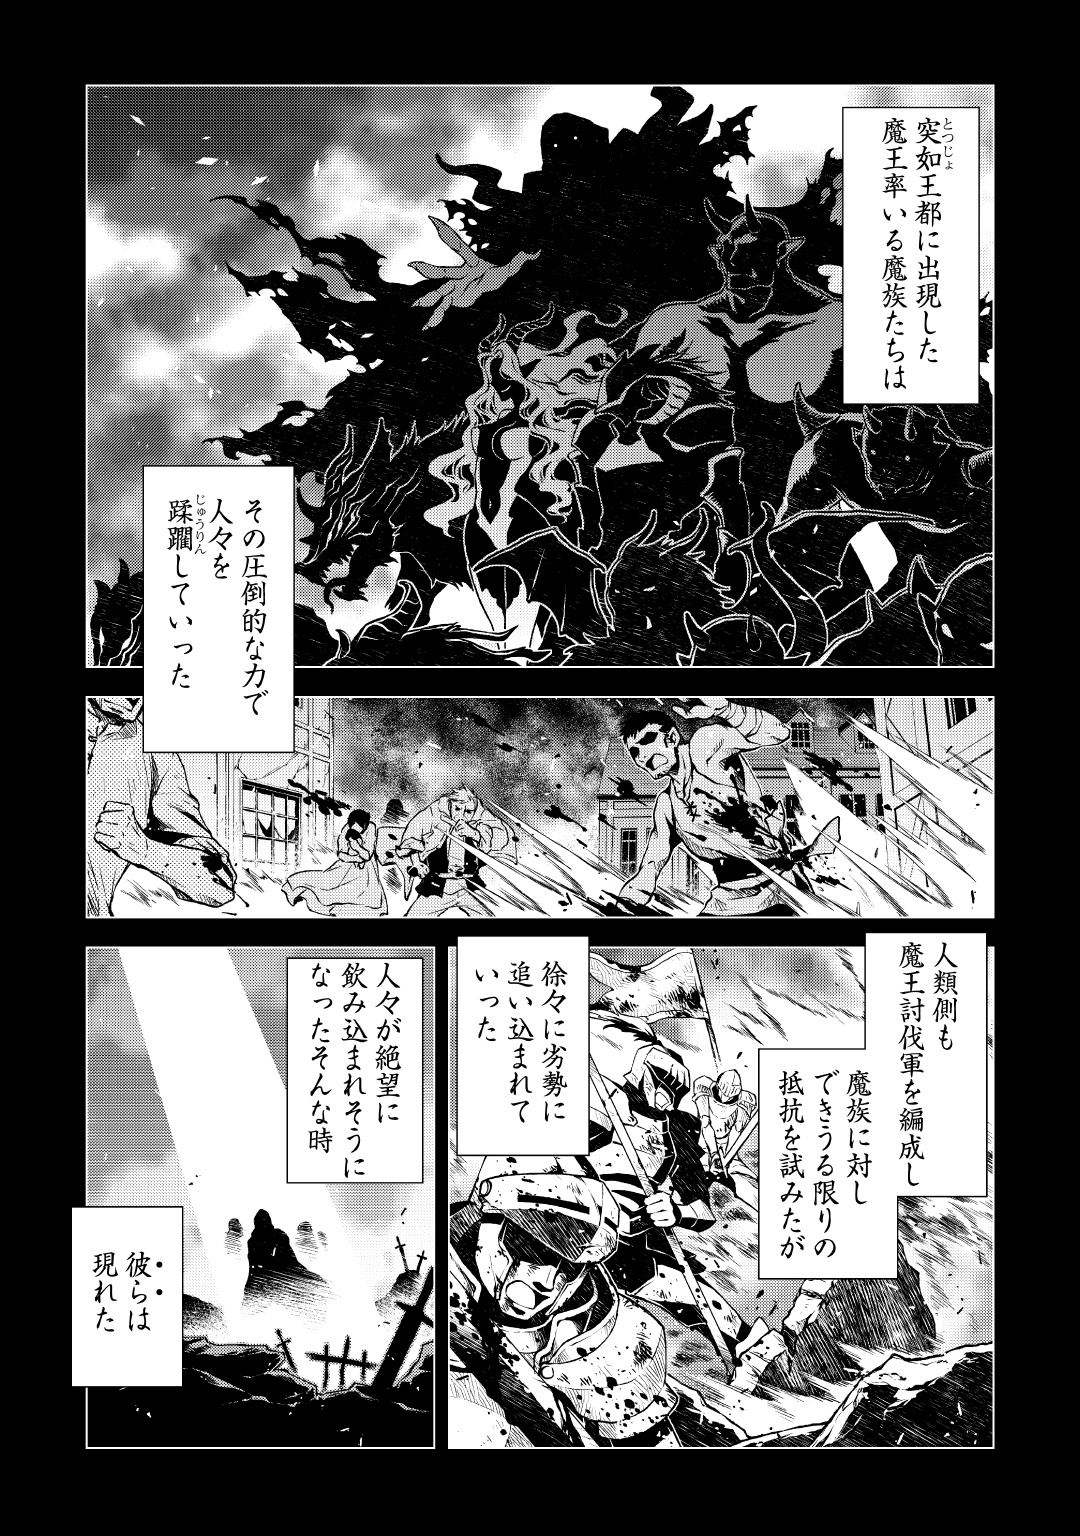 突如王都に出現した
魔王率いる魔族たちは
その圧倒的な力で
人々を
蹂躙していった
人類側も
魔王討伐軍を編成し
魔族に対し
できうる限りの
抵抗を試みたが
徐々に劣勢に
追い込まれて
いった
人々が絶望に
飲み込まれそうに
なったそんな時
彼らは
現れた